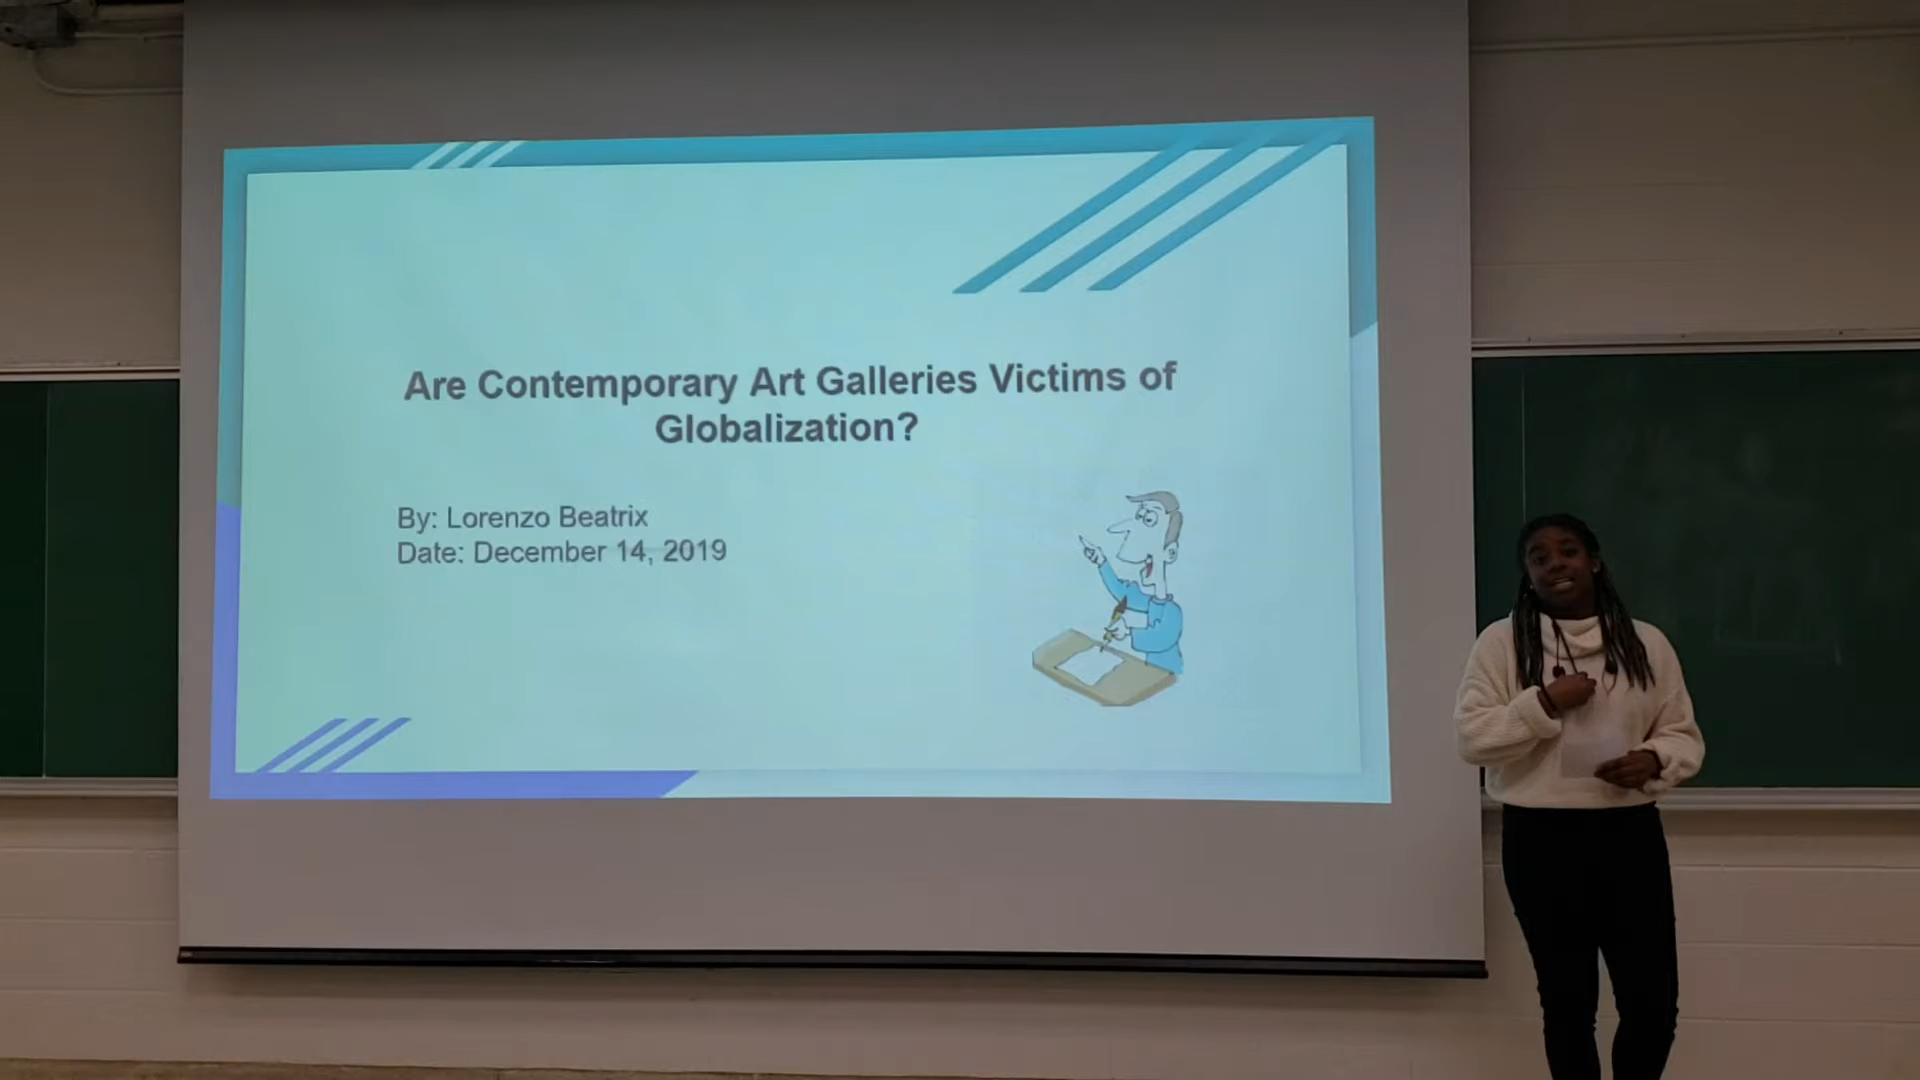 Are Contemporary Art Galleries Victims of
Globalization?
By: Lorenzo Beatrix
Date: December 14, 2019